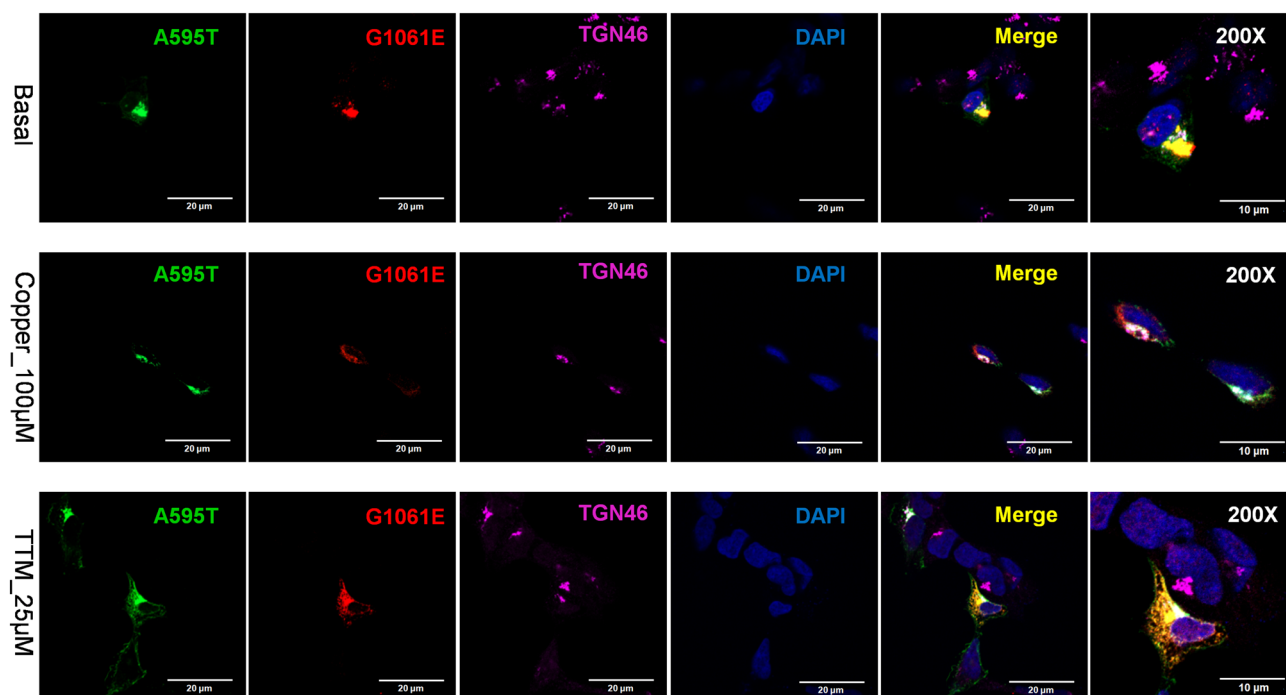 Basal
A595T
G1061E
TGN46
DAPI
Merge
200X
20 µm
20 µm
20 µm
20 µm
20 µm
10 µm
Copper_100µM
A595T
G1061E
TGN46
DAPI
Merge
200X
20 µm
20 µm
20 µm
20 µm
20 µm
10 µm
TTM_25µM
A595T
G1061E
TGN46
DAPI
Merge
200X
20 µm
20 µm
20 µm
20 µm
20 µm
10 µm